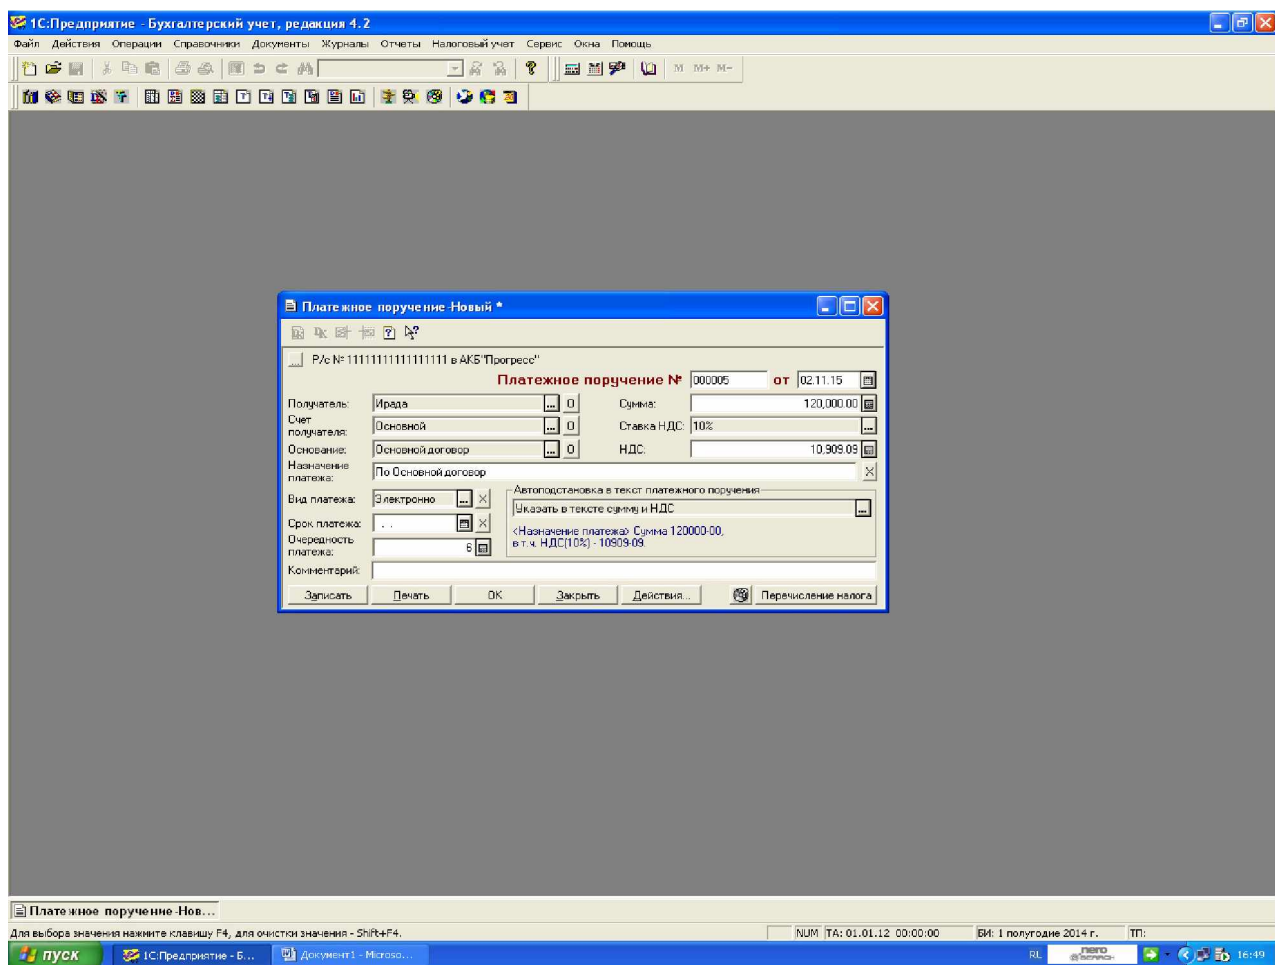 1С:Предприятие - Бухгалтерский учет, редакция 4.2
Файл Действия Операции Справочники Документы Журналы Отчеты Налоговый учет Сервис Окна Помощь
M M+ M-
Платежное поручение-Новый *
... Р/с № 11111111111111111 в АКБ"Прогресс"
Платежное поручение № 000005 от 02.11.15
Получатель: Ирада ... 0 Сумма: 120,000.00
Счет получателя: Основной ... 0 Ставка НДС: 10% ...
Основание: Основной договор ... 0 НДС: 10,909.09
Назначение платежа: По Основной договор X
Вид платежа: Электронно ... X Автоподстановка в текст платежного поручения
Указать в тексте сумму и НДС ...
Срок платежа: . . X <Назначение платежа> Сумма 120000-00,
Очередность платежа: 6 в т.ч. НДС(10%) - 10909-09.
Комментарий:
Записать Печать OK Закрыть Действия... Перечисление налога
Платежное поручение-Нов...
Для выбора значения нажмите клавишу F4, для очистки значения - Shift+F4. NUM TA: 01.01.12 00:00:00 БИ: 1 полугодие 2014 г. ТП:
пуск 1С:Предприятие - Б... Документ1 - Microso... RL nero SEARCH 16:49